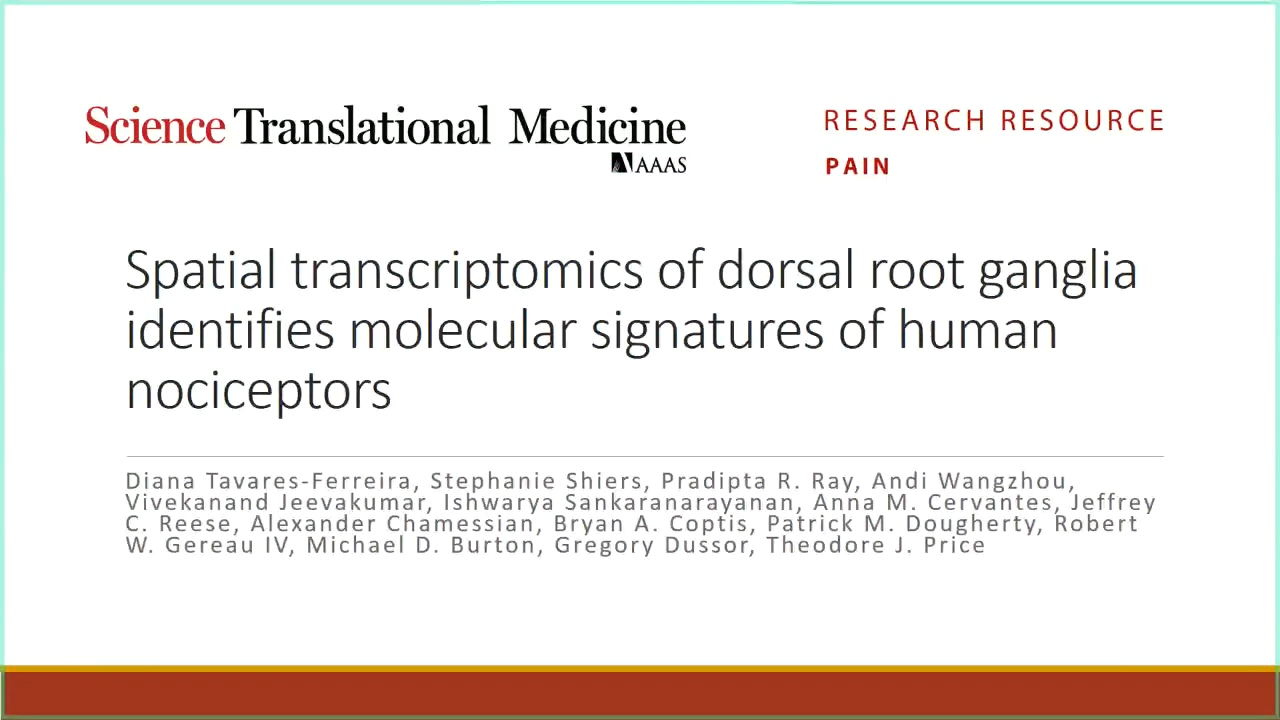 Science Translational Medicine
AAAS
RESEARCH RESOURCE
PAIN
Spatial transcriptomics of dorsal root ganglia
identifies molecular signatures of human
nociceptors
Diana Tavares-Ferreira, Stephanie Shiers, Pradipta R. Ray, Andi Wangzhou,
Vivekanand Jeevakumar, Ishwarya Sankaranarayanan, Anna M. Cervantes, Jeffrey
C. Reese, Alexander Chamessian, Bryan A. Coptis, Patrick M. Dougherty, Robert
W. Gereau IV, Michael D. Burton, Gregory Dussor, Theodore J. Price